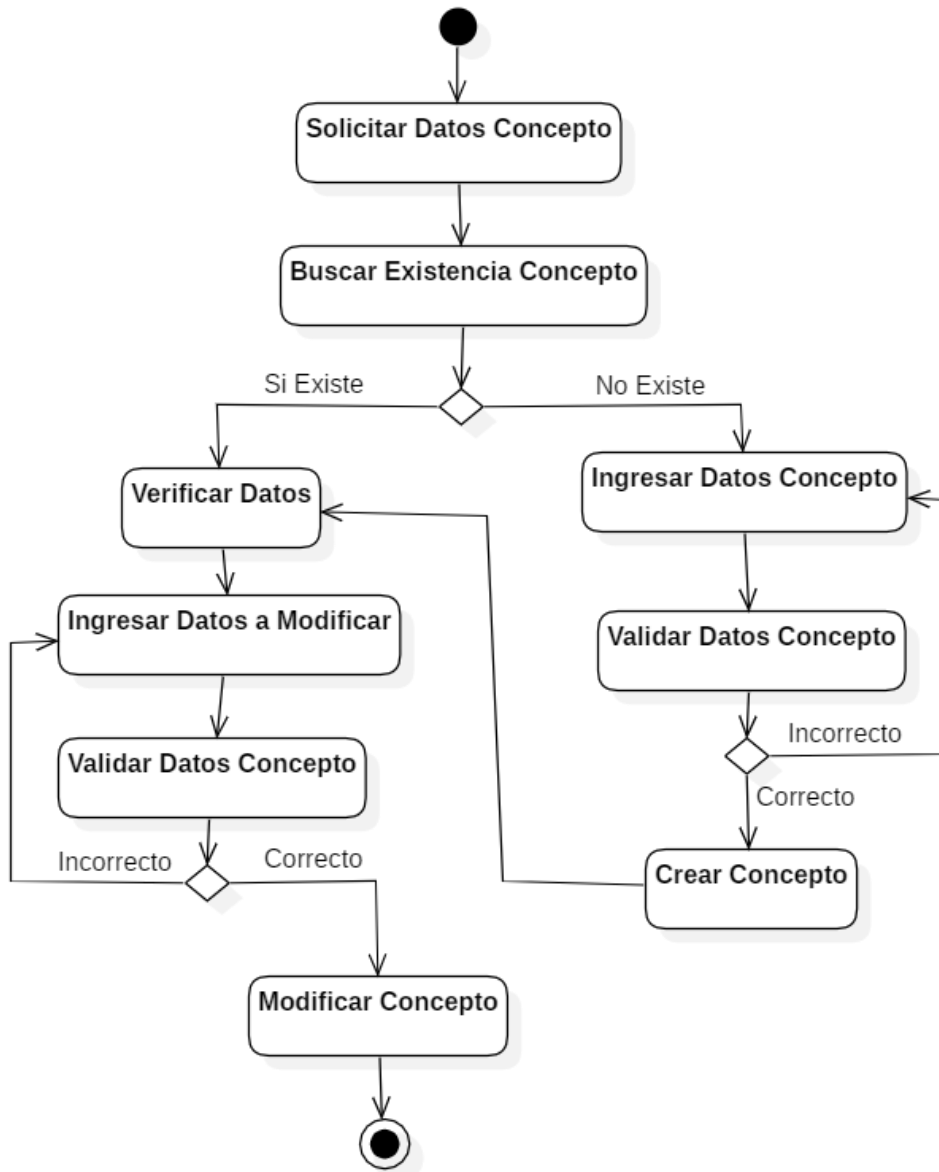 Solicitar Datos Concepto
Buscar Existencia Concepto
Si Existe
No Existe
Verificar Datos
Ingresar Datos Concepto
Ingresar Datos a Modificar
Validar Datos Concepto
Validar Datos Concepto
Incorrecto
Correcto
Incorrecto
Correcto
Crear Concepto
Modificar Concepto